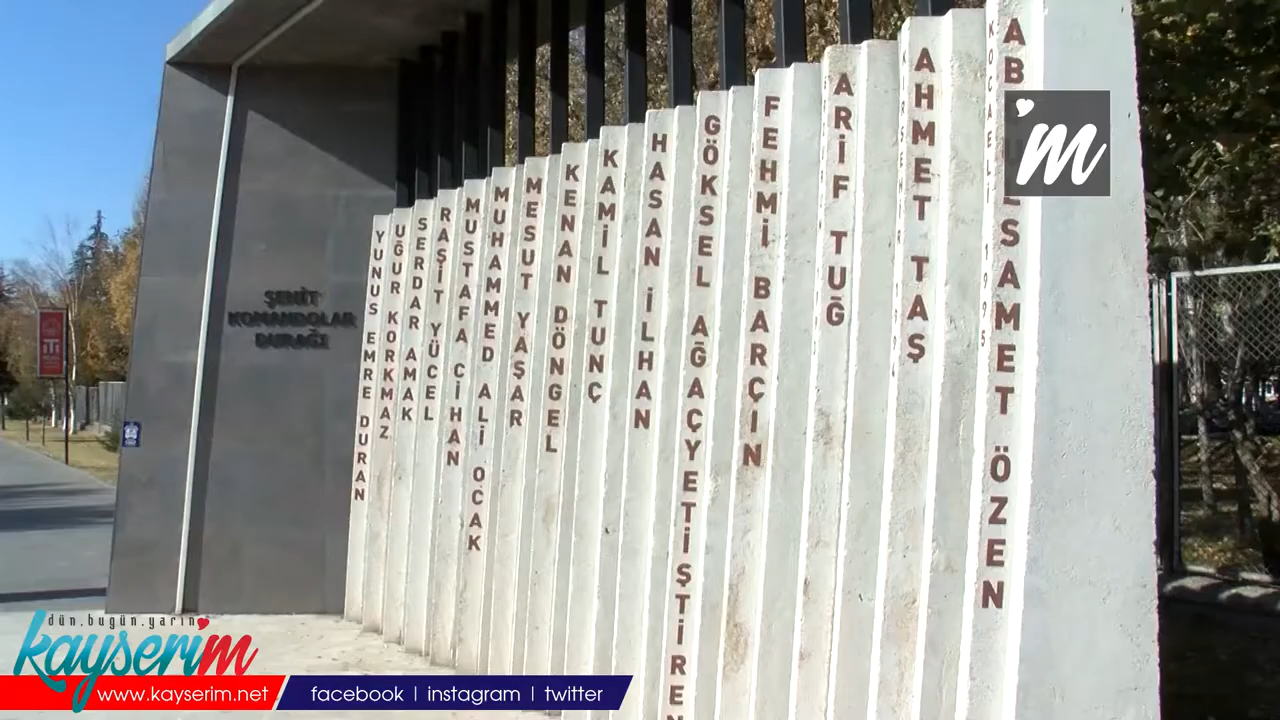 ŞEHİT
KOMANDOLAR
DURAĞI
YUNUS EMRE DURAN
UĞUR KORKMAZ
SERDAR AMAK
RAŞİT YÜCEL
MUSTAFA CİHAN
MUHAMMED ALİ OCAK
MESUT YAŞAR
KENAN DÖNGEL
KAMİL TUNÇ
HASAN İLHAN
GÖKSEL AĞAÇYETİŞTİREN
FEHMİ BARÇIN
ARİF TUĞ
AHMET TAŞ
KOCAELİ 1995
ÖZEN
'm
dün.bugün.yarın
kayserim
www.kayserim.net
facebook | instagram | twitter